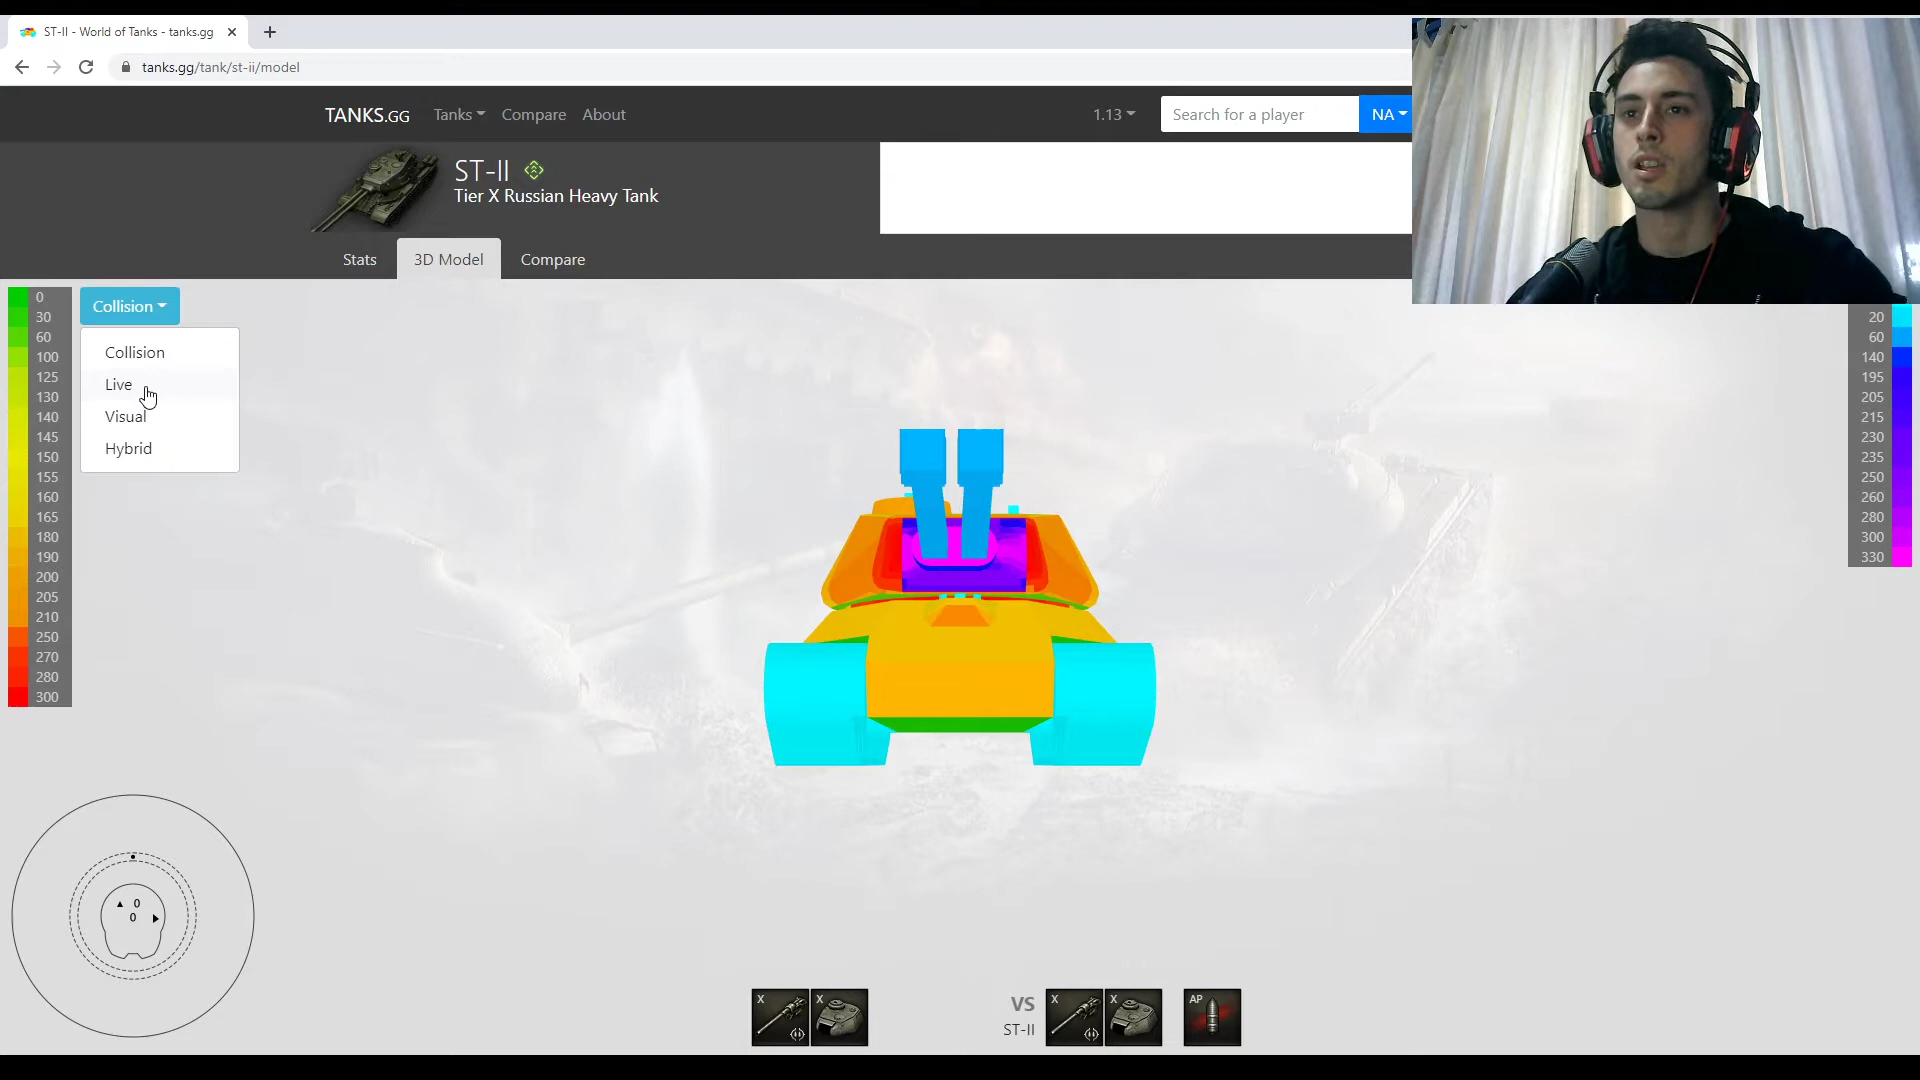 ST-II - World of Tanks - tanks.gg
tanks.gg/tank/st-ii/model
TANKS.GG Tanks Compare About 1.13 Search for a player NA
ST-II
Tier X Russian Heavy Tank
Stats 3D Model Compare
Collision
Collision
Live
Visual
Hybrid
0
30
60
100
125
130
140
145
150
155
160
165
180
190
200
205
210
250
270
280
300
20
60
140
195
205
215
230
235
250
260
280
300
330
0
0
X X
VS
ST-II
X X
AP